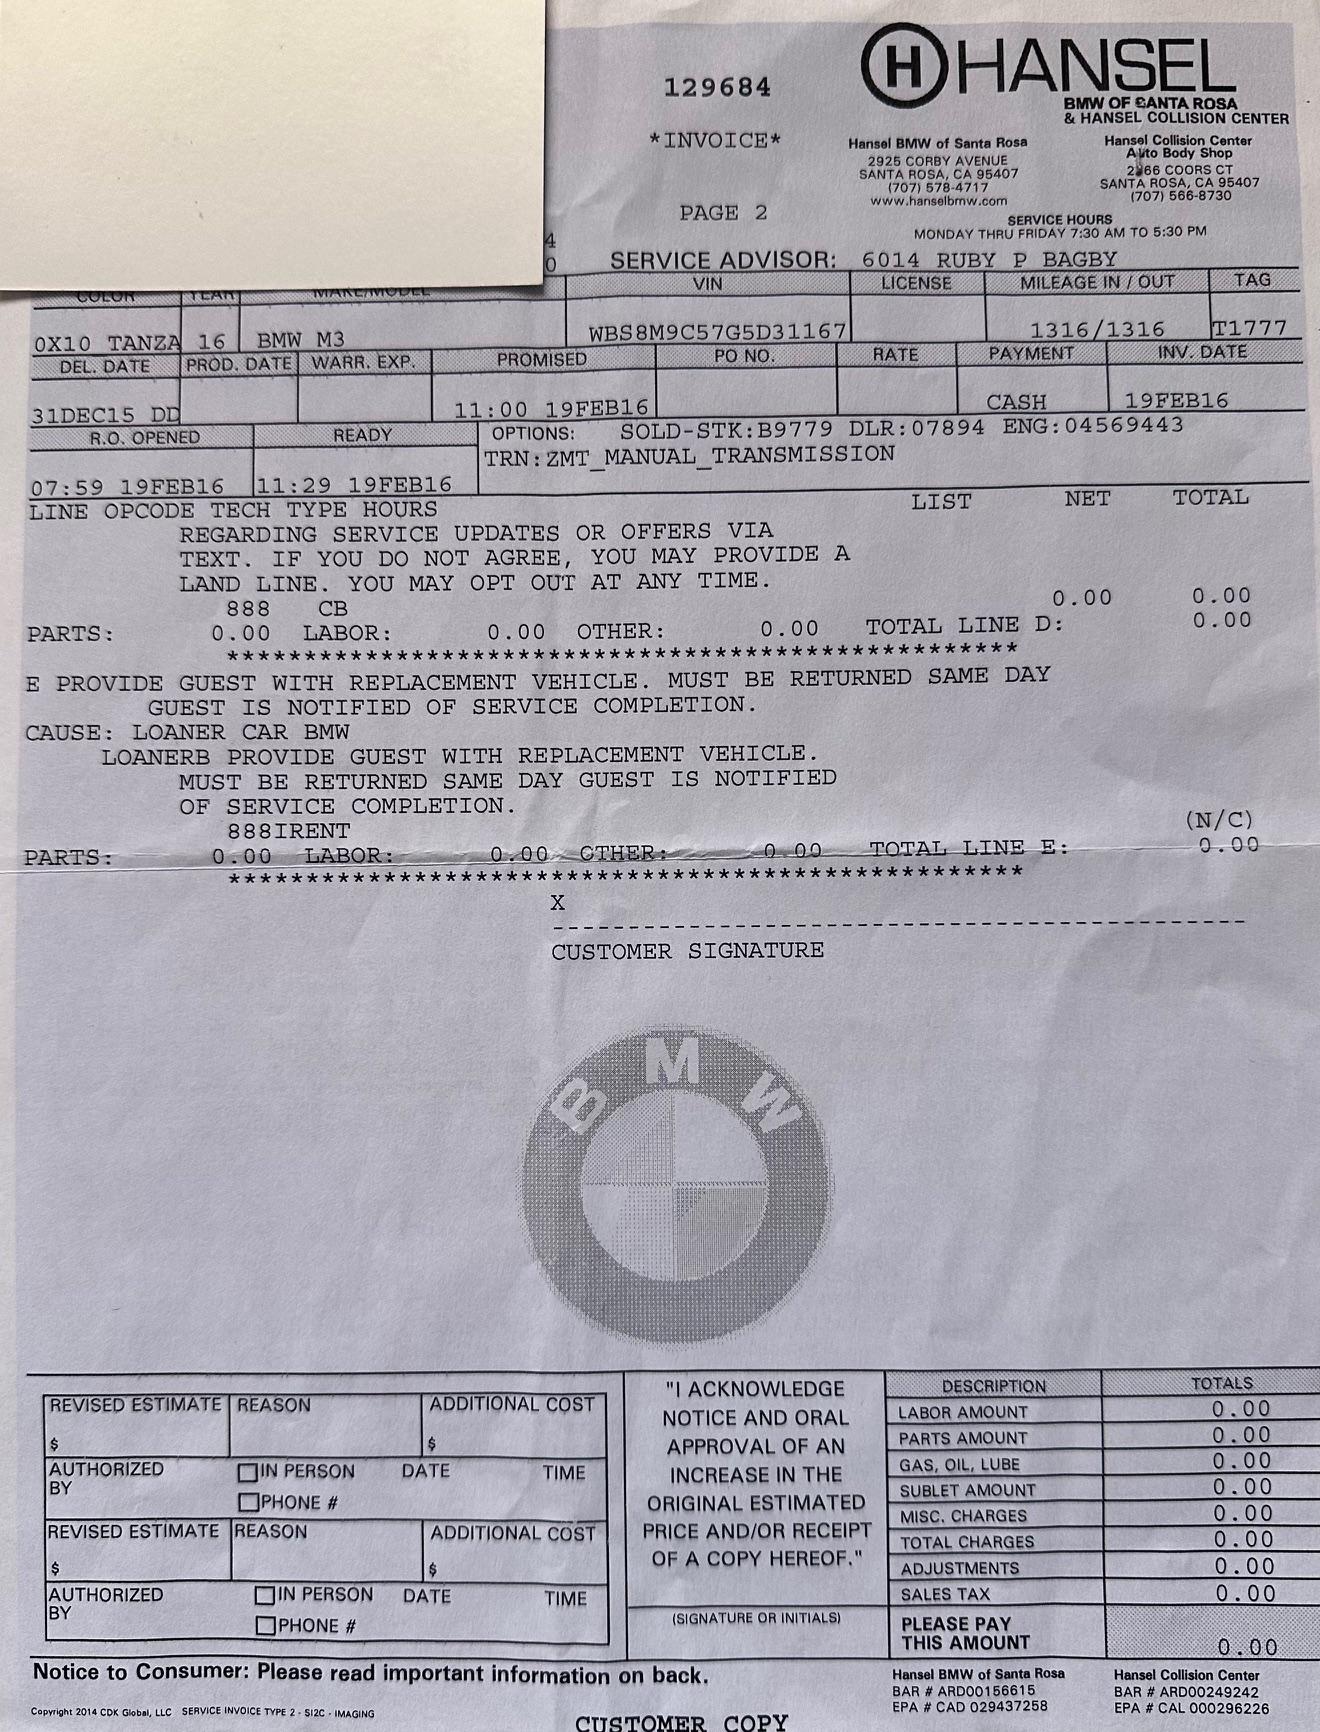 H HANSEL
BMW OF SANTA ROSA
& HANSEL COLLISION CENTER
129684
*INVOICE*
PAGE 2
Hansel BMW of Santa Rosa
2925 CORBY AVENUE
SANTA ROSA, CA 95407
(707) 578-4717
www.hanselbmw.com
Hansel Collision Center
Auto Body Shop
66 COORS CT
SANTA ROSA, CA 95407
(707) 566-8730
SERVICE HOURS
MONDAY THRU FRIDAY 7:30 AM TO 5:30 PM
4
0 SERVICE ADVISOR: 6014 RUBY P BAGBY
COLOR YEAR MAKE/MODEL VIN LICENSE MILEAGE IN / OUT TAG
0X10 TANZA 16 BMW M3 WBS8M9C57G5D31167 1316/1316 T1777
DEL. DATE PROD. DATE WARR. EXP. PROMISED PO NO. RATE PAYMENT INV. DATE
31DEC15 DD 11:00 19FEB16 CASH 19FEB16
R.O. OPENED READY OPTIONS: SOLD-STK:B9779 DLR:07894 ENG:04569443
TRN:ZMT_MANUAL_TRANSMISSION
07:59 19FEB16 11:29 19FEB16
LINE OPCODE TECH TYPE HOURS LIST NET TOTAL
REGARDING SERVICE UPDATES OR OFFERS VIA
TEXT. IF YOU DO NOT AGREE, YOU MAY PROVIDE A
LAND LINE. YOU MAY OPT OUT AT ANY TIME.
888 CB 0.00 0.00
PARTS: 0.00 LABOR: 0.00 OTHER: 0.00 TOTAL LINE D: 0.00
****************************************************
E PROVIDE GUEST WITH REPLACEMENT VEHICLE. MUST BE RETURNED SAME DAY
GUEST IS NOTIFIED OF SERVICE COMPLETION.
CAUSE: LOANER CAR BMW
LOANERB PROVIDE GUEST WITH REPLACEMENT VEHICLE.
MUST BE RETURNED SAME DAY GUEST IS NOTIFIED
OF SERVICE COMPLETION.
888IRENT (N/C)
PARTS: 0.00 LABOR: 0.00 OTHER: 0.00 TOTAL LINE E: 0.00
****************************************************
X
---------------------------------------------
CUSTOMER SIGNATURE
BMW
REVISED ESTIMATE REASON ADDITIONAL COST
$ $
AUTHORIZED BY IN PERSON DATE TIME
PHONE #
REVISED ESTIMATE REASON ADDITIONAL COST
$ $
AUTHORIZED BY IN PERSON DATE TIME
PHONE #
"I ACKNOWLEDGE
NOTICE AND ORAL
APPROVAL OF AN
INCREASE IN THE
ORIGINAL ESTIMATED
PRICE AND/OR RECEIPT
OF A COPY HEREOF."
(SIGNATURE OR INITIALS)
DESCRIPTION TOTALS
LABOR AMOUNT 0.00
PARTS AMOUNT 0.00
GAS, OIL, LUBE 0.00
SUBLET AMOUNT 0.00
MISC. CHARGES 0.00
TOTAL CHARGES 0.00
ADJUSTMENTS 0.00
SALES TAX 0.00
PLEASE PAY
THIS AMOUNT 0.00
Notice to Consumer: Please read important information on back.
Hansel BMW of Santa Rosa
BAR # ARD00156615
EPA # CAD 029437258
Hansel Collision Center
BAR # ARD00249242
EPA # CAL 000296226
Copyright 2014 CDK Global, LLC SERVICE INVOICE TYPE 2 - SI2C - IMAGING
CUSTOMER COPY